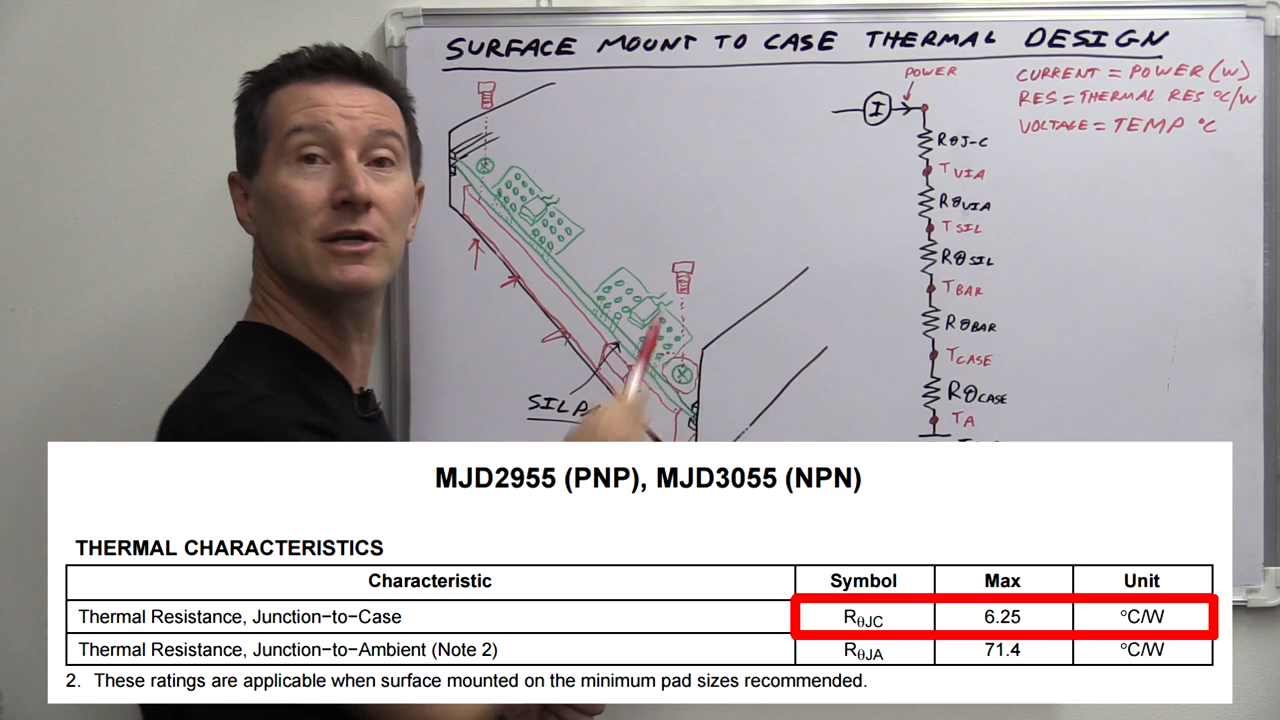 SURFACE MOUNT TO CASE THERMAL DESIGN
POWER
CURRENT = POWER (W)
RES = THERMAL RES °C/W
VOLTAGE = TEMP °C
I
RθJ-C
TVIA
RθVIA
TSIL
RθSIL
TBAR
RθBAR
TCASE
RθCASE
TA
SIL P
MJD2955 (PNP), MJD3055 (NPN)
THERMAL CHARACTERISTICS
Characteristic Symbol Max Unit
Thermal Resistance, Junction−to−Case RθJC 6.25 °C/W
Thermal Resistance, Junction−to−Ambient (Note 2) RθJA 71.4 °C/W
2. These ratings are applicable when surface mounted on the minimum pad sizes recommended.